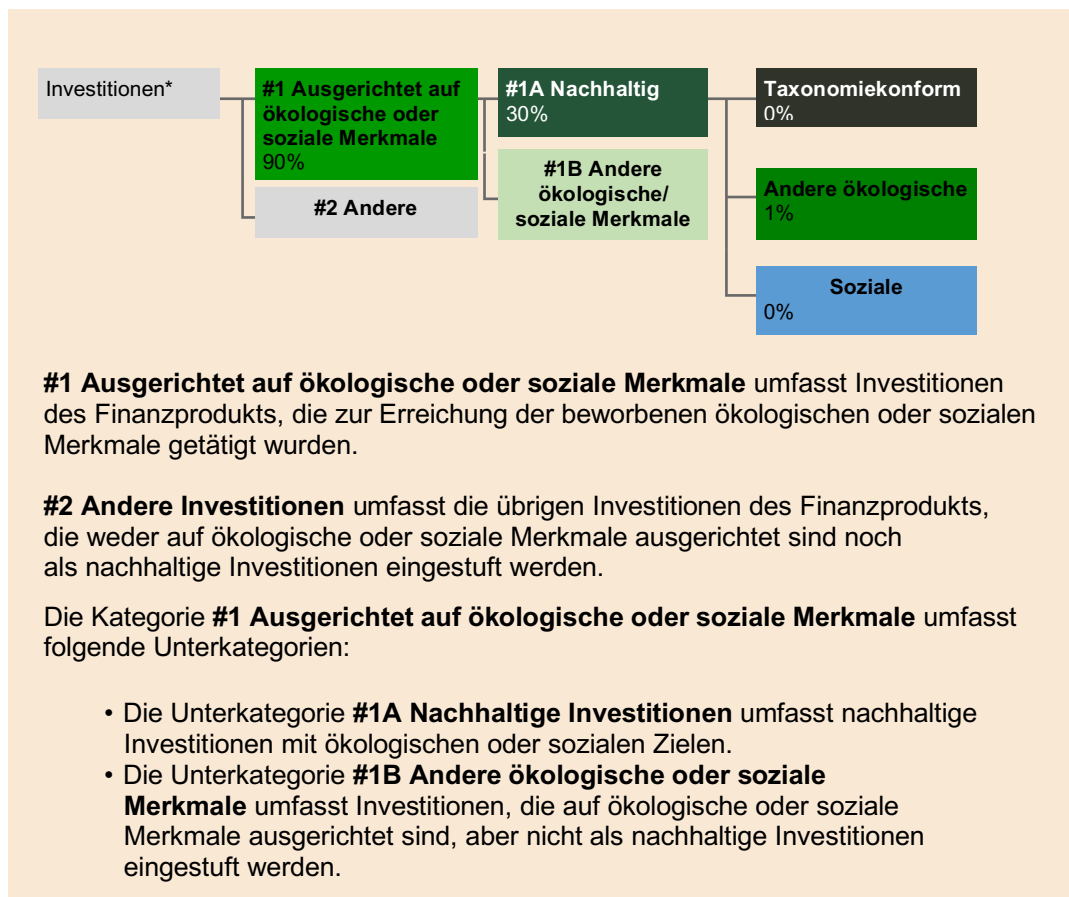 Investitionen*
#1 Ausgerichtet auf
ökologische oder
soziale Merkmale
90%
#2 Andere
#1A Nachhaltig
30%
#1B Andere
ökologische/
soziale Merkmale
Taxonomiekonform
0%
Andere ökologische
1%
Soziale
0%
#1 Ausgerichtet auf ökologische oder soziale Merkmale umfasst Investitionen
des Finanzprodukts, die zur Erreichung der beworbenen ökologischen oder sozialen
Merkmale getätigt wurden.
#2 Andere Investitionen umfasst die übrigen Investitionen des Finanzprodukts,
die weder auf ökologische oder soziale Merkmale ausgerichtet sind noch
als nachhaltige Investitionen eingestuft werden.
Die Kategorie #1 Ausgerichtet auf ökologische oder soziale Merkmale umfasst
folgende Unterkategorien:
• Die Unterkategorie #1A Nachhaltige Investitionen umfasst nachhaltige
Investitionen mit ökologischen oder sozialen Zielen.
• Die Unterkategorie #1B Andere ökologische oder soziale
Merkmale umfasst Investitionen, die auf ökologische oder soziale
Merkmale ausgerichtet sind, aber nicht als nachhaltige Investitionen
eingestuft werden.